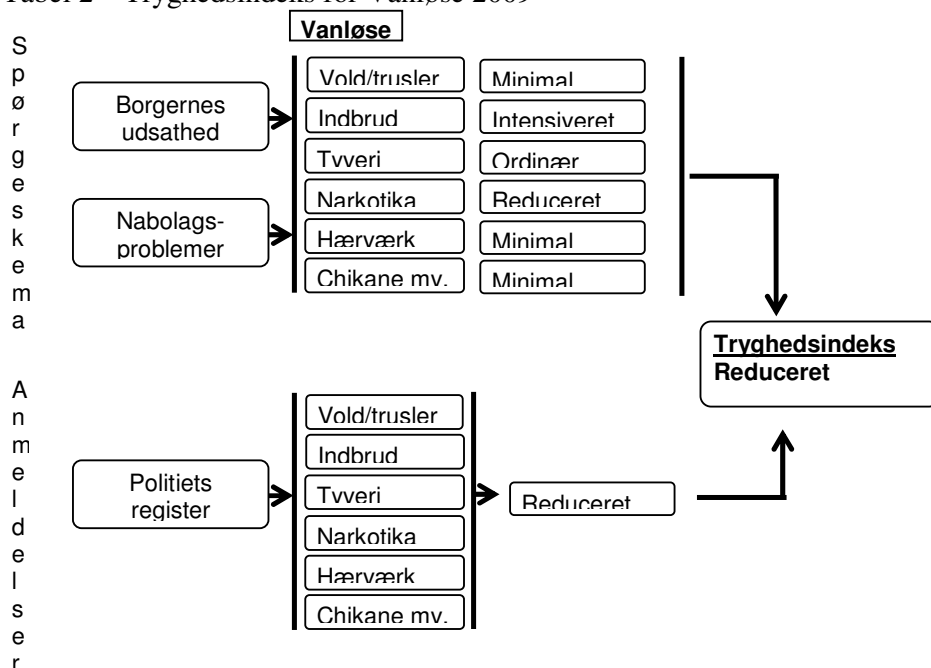 Tabel 2 – Tryghedsindeks for Vanløse 2009
Vanløse
Spørgeskema
Borgernes
udsathed
Nabolags-
problemer
Vold/trusler
Minimal
Indbrud
Intensiveret
Tyveri
Ordinær
Narkotika
Reduceret
Hærværk
Minimal
Chikane mv.
Minimal
Tryghedsindeks
Reduceret
Anmeldelser
Politiets
register
Vold/trusler
Indbrud
Tyveri
Narkotika
Hærværk
Chikane mv.
Reduceret